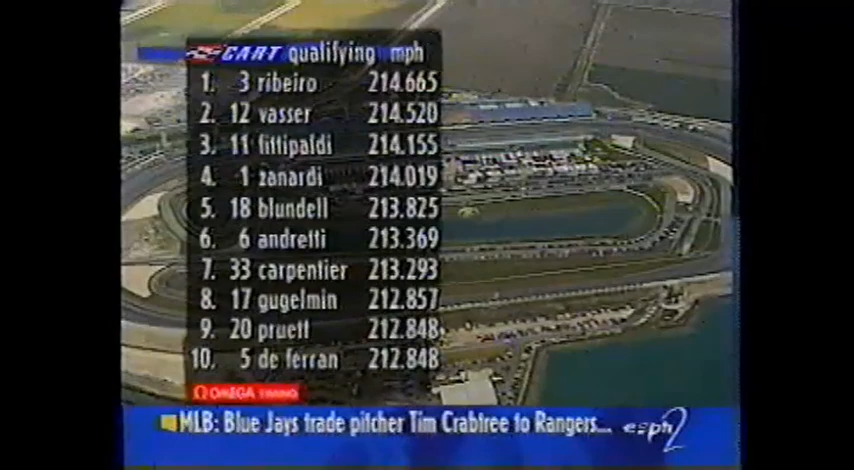 CART qualifying mph
1. 3 ribeiro 214.665
2. 12 vasser 214.520
3. 11 fittipaldi 214.155
4. 1 zanardi 214.019
5. 18 blundell 213.825
6. 6 andretti 213.369
7. 33 carpentier 213.293
8. 17 gugelmin 212.857
9. 20 pruett 212.848
10. 5 de ferran 212.848
Ω OMEGA TIMING
MLB: Blue Jays trade pitcher Tim Crabtree to Rangers... espn2